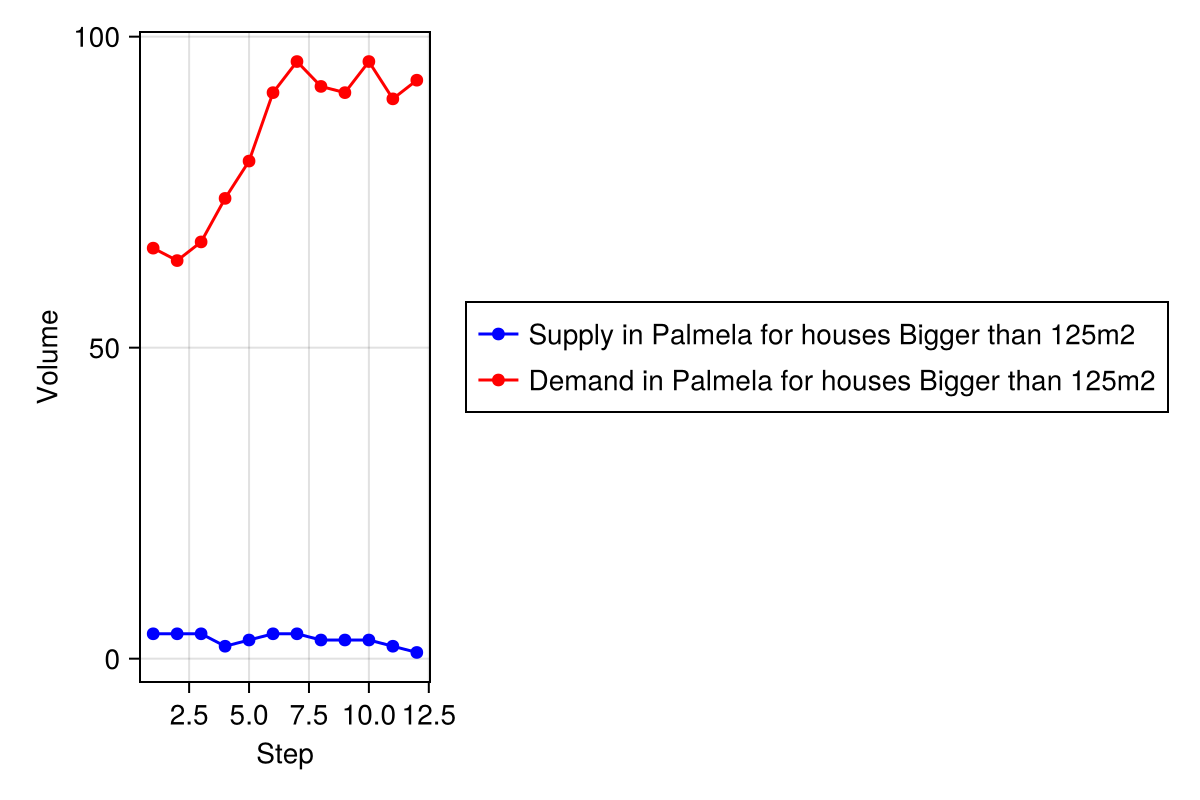 100
50
0
Volume
2.5 5.0 7.5 10.0 12.5
Step
Supply in Palmela for houses Bigger than 125m2
Demand in Palmela for houses Bigger than 125m2